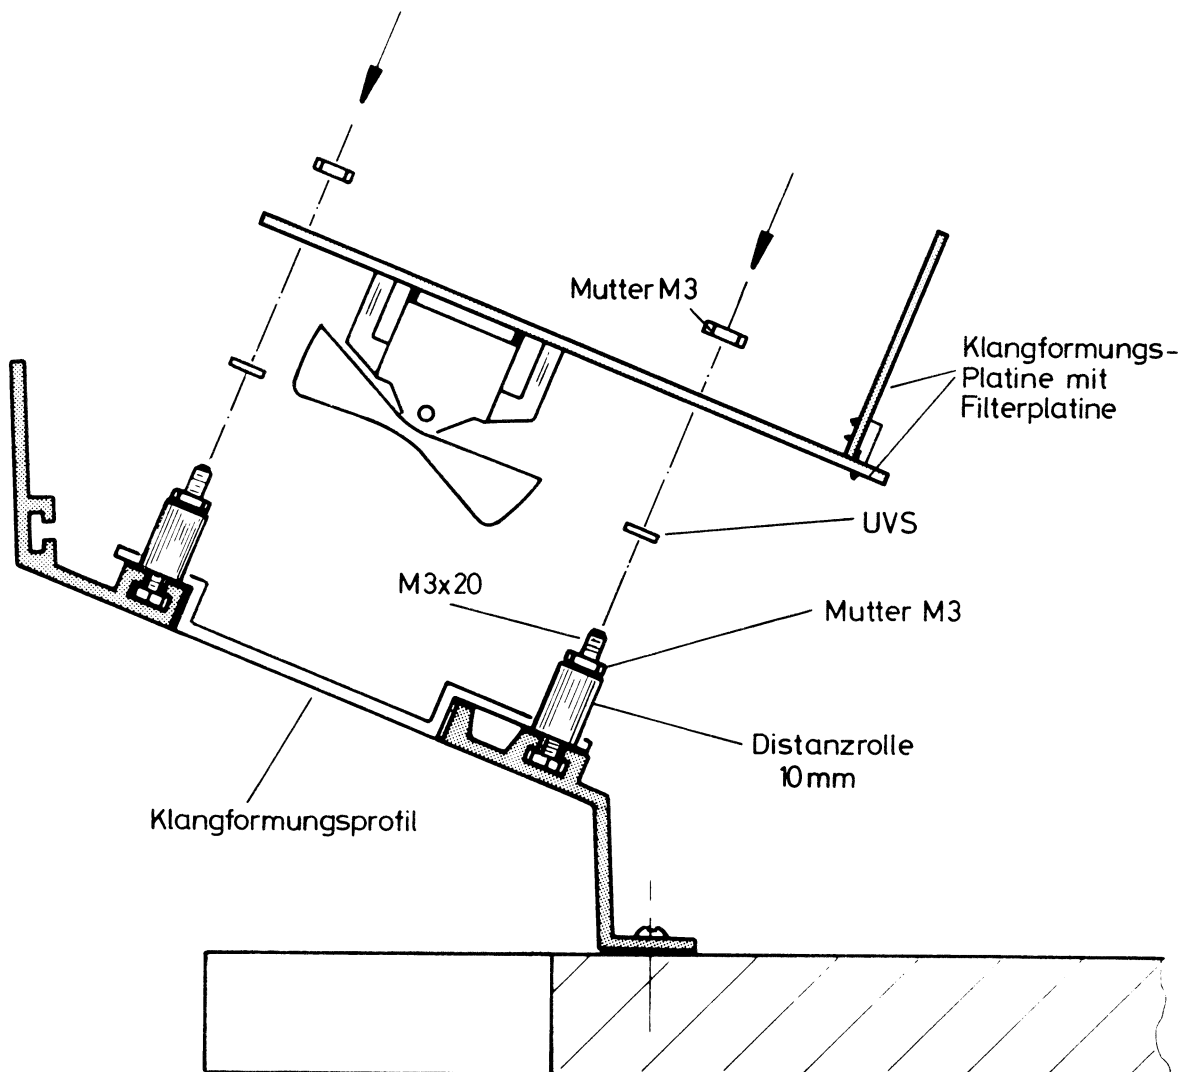 Mutter M3
Klangformungs-
Platine mit
Filterplatine
UVS
M3x20
Mutter M3
Distanzrolle
10mm
Klangformungsprofil